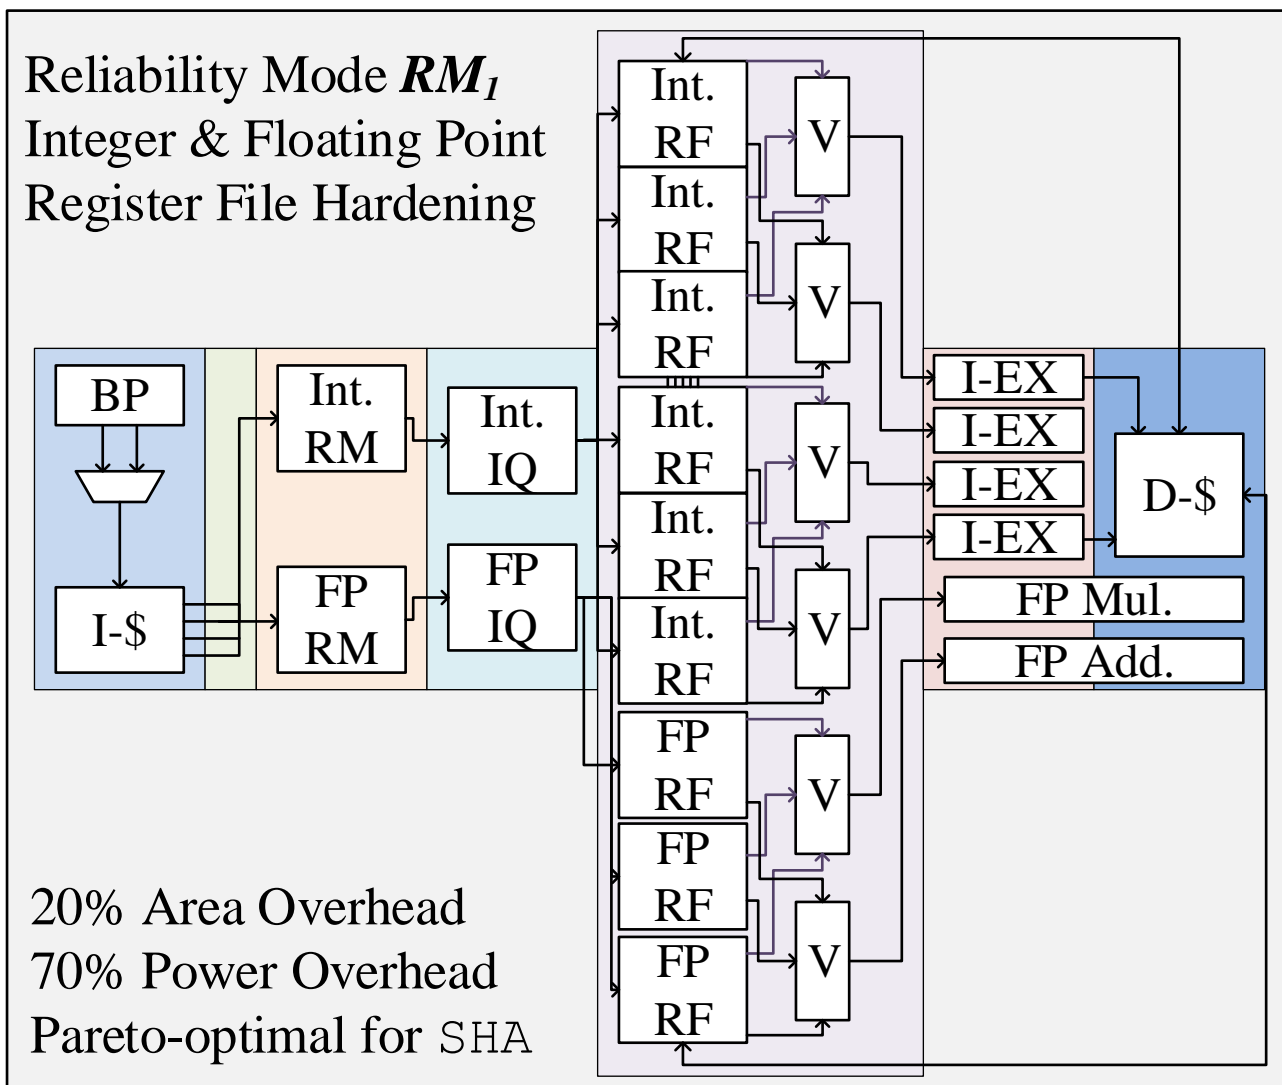 Reliability Mode RM1
Integer & Floating Point
Register File Hardening
BP
I-$
Int.
RM
FP
RM
Int.
IQ
FP
IQ
Int.
RF
Int.
RF
Int.
RF
Int.
RF
Int.
RF
Int.
RF
FP
RF
FP
RF
FP
RF
V
V
V
V
V
V
I-EX
I-EX
I-EX
I-EX
FP Mul.
FP Add.
D-$
20% Area Overhead
70% Power Overhead
Pareto-optimal for SHA